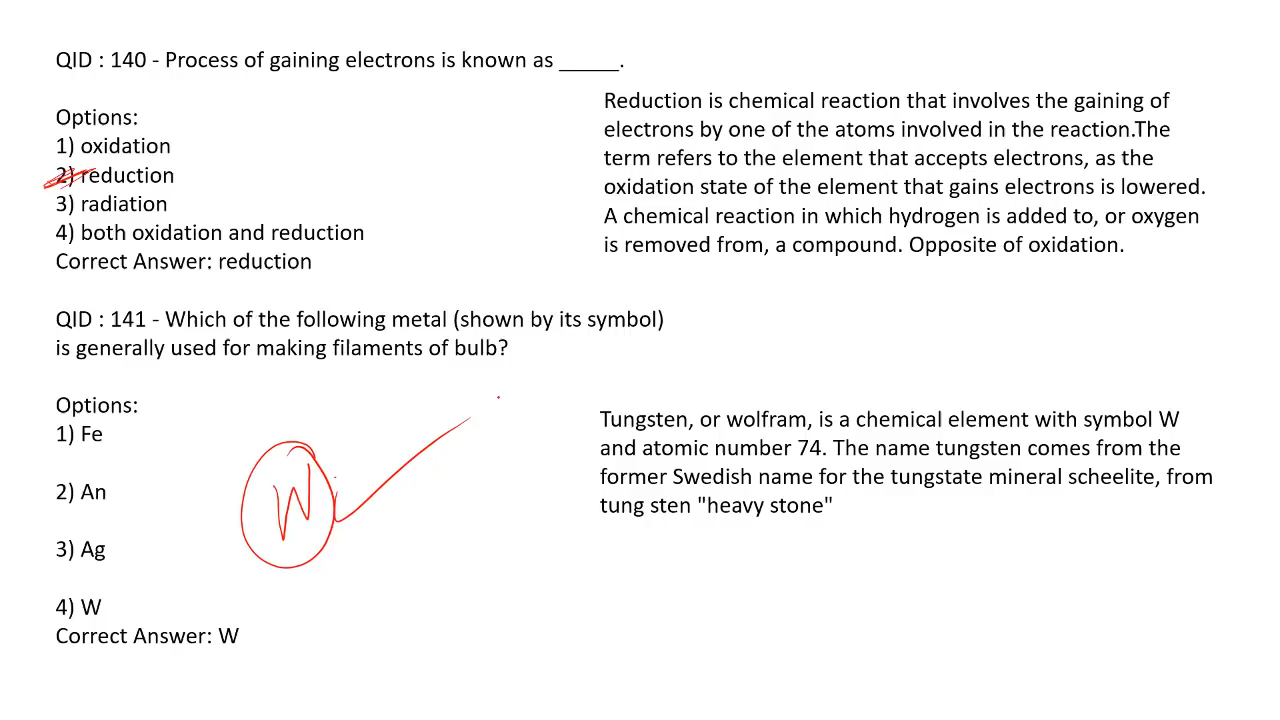 QID : 140 - Process of gaining electrons is known as _____.
Options:
1) oxidation
2) reduction
3) radiation
4) both oxidation and reduction
Correct Answer: reduction
Reduction is chemical reaction that involves the gaining of
electrons by one of the atoms involved in the reaction.The
term refers to the element that accepts electrons, as the
oxidation state of the element that gains electrons is lowered.
A chemical reaction in which hydrogen is added to, or oxygen
is removed from, a compound. Opposite of oxidation.
QID : 141 - Which of the following metal (shown by its symbol)
is generally used for making filaments of bulb?
Options:
1) Fe
2) An
3) Ag
4) W
Correct Answer: W
W
Tungsten, or wolfram, is a chemical element with symbol W
and atomic number 74. The name tungsten comes from the
former Swedish name for the tungstate mineral scheelite, from
tung sten "heavy stone"